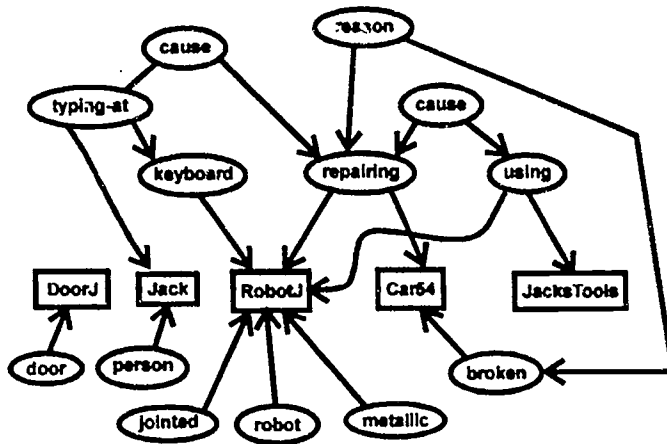 reason
cause
typing-at
cause
keyboard
repairing
using
DoorJ
Jack
RobotJ
Car54
JacksTools
door
person
broken
jointed
robot
metallic